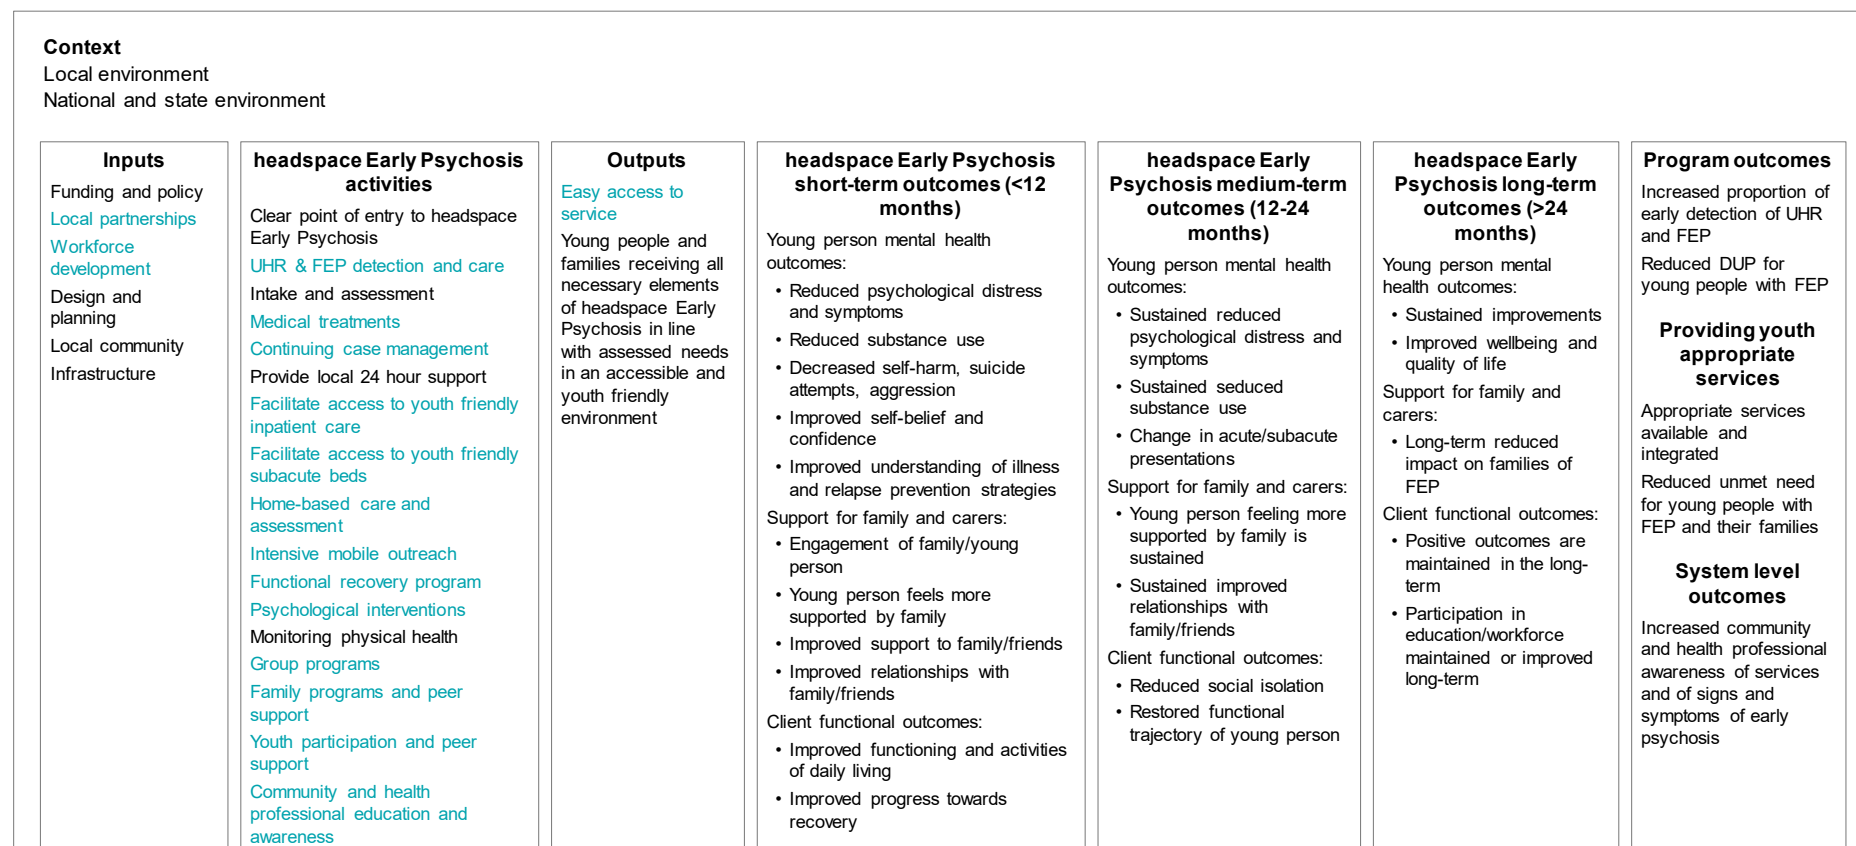 Context
Local environment
National and state environment
Inputs
Funding and policy
Local partnerships
Workforce
development
Design and
planning
Local community
Infrastructure
headspace Early Psychosis
activities
Clear point of entry to headspace
Early Psychosis
UHR & FEP detection and care
Intake and assessment
Medical treatments
Continuing case management
Provide local 24 hour support
Facilitate access to youth friendly
inpatient care
Facilitate access to youth friendly
subacute beds
Home-based care and
assessment
Intensive mobile outreach
Functional recovery program
Psychological interventions
Monitoring physical health
Group programs
Family programs and peer
support
Youth participation and peer
support
Community and health
professional education and
awareness
Outputs
Easy access to
service
Young people and
families receiving all
necessary elements
of headspace Early
Psychosis in line
with assessed needs
in an accessible and
youth friendly
environment
headspace Early Psychosis
short-term outcomes (<12
months)
Young person mental health
outcomes:
• Reduced psychological distress
and symptoms
• Reduced substance use
• Decreased self-harm, suicide
attempts, aggression
• Improved self-belief and
confidence
• Improved understanding of illness
and relapse prevention strategies
Support for family and carers:
• Engagement of family/young
person
• Young person feels more
supported by family
• Improved support to family/friends
• Improved relationships with
family/friends
Client functional outcomes:
• Improved functioning and activities
of daily living
• Improved progress towards
recovery
headspace Early
Psychosis medium-term
outcomes (12-24
months)
Young person mental health
outcomes:
• Sustained reduced
psychological distress and
symptoms
• Sustained seduced
substance use
• Change in acute/subacute
presentations
Support for family and carers:
• Young person feeling more
supported by family is
sustained
• Sustained improved
relationships with
family/friends
Client functional outcomes:
• Reduced social isolation
• Restored functional
trajectory of young person
headspace Early
Psychosis long-term
outcomes (>24
months)
Young person mental
health outcomes:
• Sustained improvements
• Improved wellbeing and
quality of life
Support for family and
carers:
• Long-term reduced
impact on families of
FEP
Client functional outcomes:
• Positive outcomes are
maintained in the long-
term
• Participation in
education/workforce
maintained or improved
long-term
Program outcomes
Increased proportion of
early detection of UHR
and FEP
Reduced DUP for
young people with FEP
Providing youth
appropriate
services
Appropriate services
available and
integrated
Reduced unmet need
for young people with
FEP and their families
System level
outcomes
Increased community
and health professional
awareness of services
and of signs and
symptoms of early
psychosis